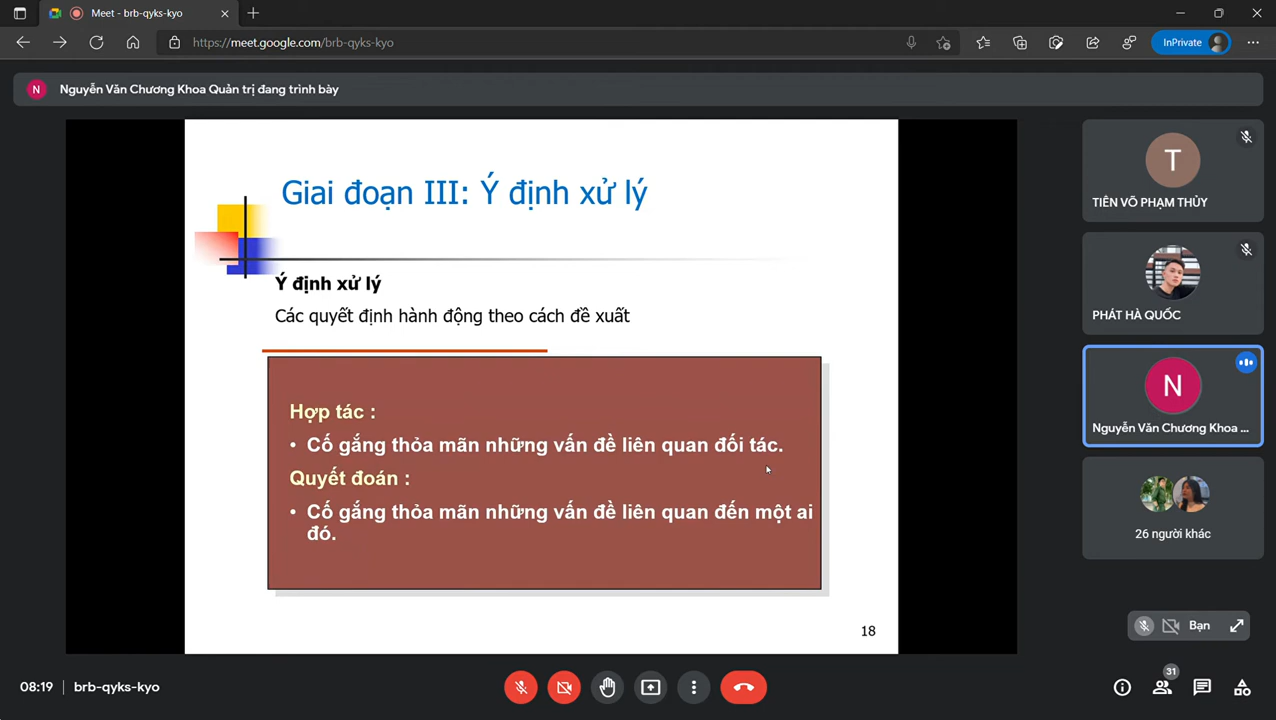 Meet - brb-qyks-kyo
https://meet.google.com/brb-qyks-kyo
InPrivate
N
Nguyễn Văn Chương Khoa Quản trị đang trình bày
Giai đoạn III: Ý định xử lý
Ý định xử lý
Các quyết định hành động theo cách đề xuất
Hợp tác :
• Cố gắng thỏa mãn những vấn đề liên quan đối tác.
Quyết đoán :
• Cố gắng thỏa mãn những vấn đề liên quan đến một ai
đó.
18
T
TIÊN VÕ PHẠM THỦY
PHÁT HÀ QUỐC
N
Nguyễn Văn Chương Khoa ...
26 người khác
Bạn
08:19 | brb-qyks-kyo
31